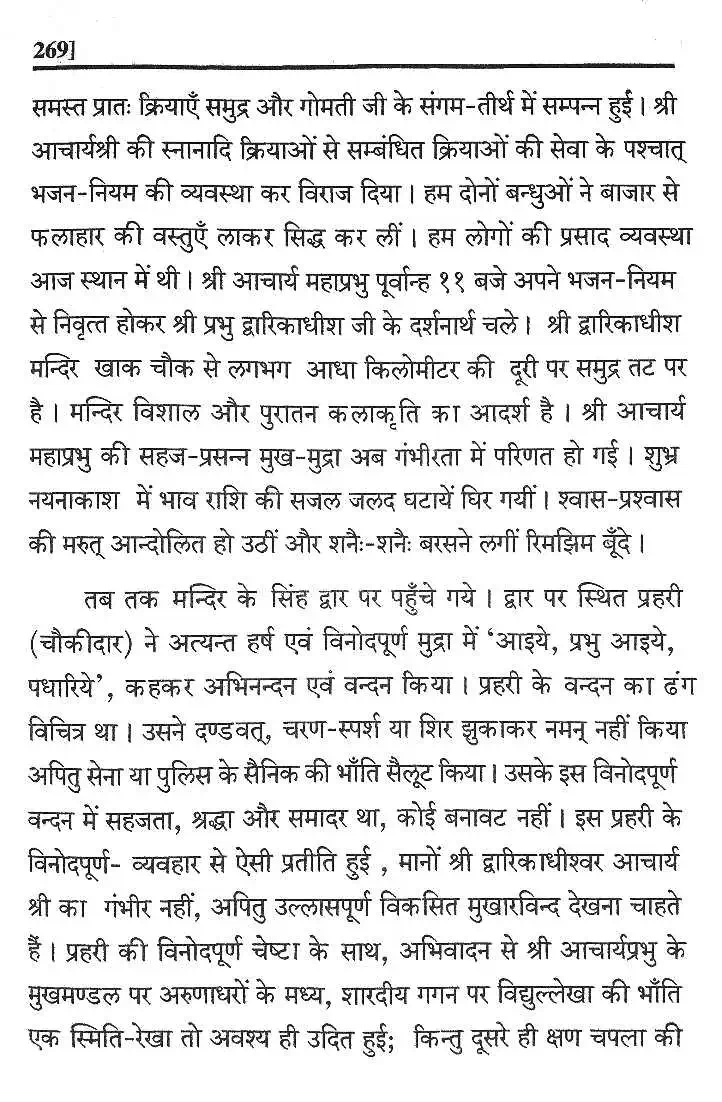 269]
समस्त प्रातः क्रियाएँ समुद्र और गोमती जी के संगम-तीर्थ में सम्पन्न हुई। श्री
आचार्यश्री की स्नानादि क्रियाओं से सम्बंधित क्रियाओं की सेवा के पश्चात्
भजन-नियम की व्यवस्था कर विराज दिया। हम दोनों बन्धुओं ने बाजार से
फलाहार की वस्तुएँ लाकर सिद्ध कर लीं। हम लोगों की प्रसाद व्यवस्था
आज स्थान में थी। श्री आचार्य महाप्रभु पूर्वान्ह ११ बजे अपने भजन-नियम
से निवृत्त होकर श्री प्रभु द्वारिकाधीश जी के दर्शनार्थ चले। श्री द्वारिकाधीश
मन्दिर खाक चौक से लगभग आधा किलोमीटर की दूरी पर समुद्र तट पर
है। मन्दिर विशाल और पुरातन कलाकृति का आदर्श है। श्री आचार्य
महाप्रभु की सहज-प्रसन्न मुख-मुद्रा अब गंभीरता में परिणत हो गई। शुभ्र
नयनाकाश में भाव राशि की सजल जलद घटायें घिर गयीं। श्वास-प्रश्वास
की मरुत् आन्दोलित हो उठीं और शनैः-शनैः बरसने लगीं रिमझिम बूँदे।
तब तक मन्दिर के सिंह द्वार पर पहुँचे गये। द्वार पर स्थित प्रहरी
(चौकीदार) ने अत्यन्त हर्ष एवं विनोदपूर्ण मुद्रा में ‘आइये, प्रभु आइये,
पधारिये’, कहकर अभिनन्दन एवं वन्दन किया। प्रहरी के वन्दन का ढंग
विचित्र था। उसने दण्डवत्, चरण-स्पर्श या शिर झुकाकर नमन् नहीं किया
अपितु सेना या पुलिस के सैनिक की भाँति सैलूट किया। उसके इस विनोदपूर्ण
वन्दन में सहजता, श्रद्धा और समादर था, कोई बनावट नहीं। इस प्रहरी के
विनोदपूर्ण- व्यवहार से ऐसी प्रतीति हुई , मानों श्री द्वारिकाधीश्वर आचार्य
श्री का गंभीर नहीं, अपितु उल्लासपूर्ण विकसित मुखारविन्द देखना चाहते
हैं। प्रहरी की विनोदपूर्ण चेष्टा के साथ, अभिवादन से श्री आचार्यप्रभु के
मुखमण्डल पर अरुणाधरों के मध्य, शारदीय गगन पर विद्युल्लेखा की भाँति
एक स्मिति-रेखा तो अवश्य ही उदित हुई; किन्तु दूसरे ही क्षण चपला की